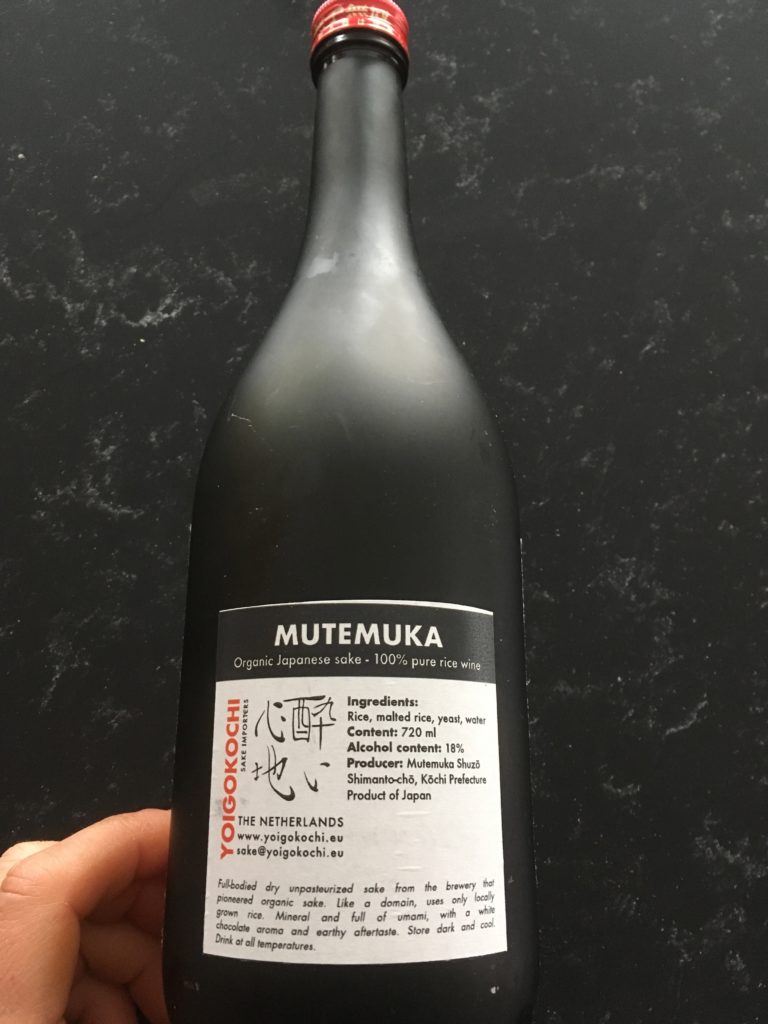 MUTEMUKA
Organic Japanese sake - 100% pure rice wine
YOIGOKOCHI
SAKE IMPORTERS
酔い
心地
Ingredients:
Rice, malted rice, yeast, water
Content: 720 ml
Alcohol content: 18%
Producer: Mutemuka Shuzō
Shimanto-chō, Kōchi Prefecture
Product of Japan
THE NETHERLANDS
www.yoigokochi.eu
sake@yoigokochi.eu
Full-bodied dry unpasteurized sake from the brewery that
pioneered organic sake. Like a domain, uses only locally
grown rice. Mineral and full of umami, with a white
chocolate aroma and earthy aftertaste. Store dark and cool.
Drink at all temperatures.